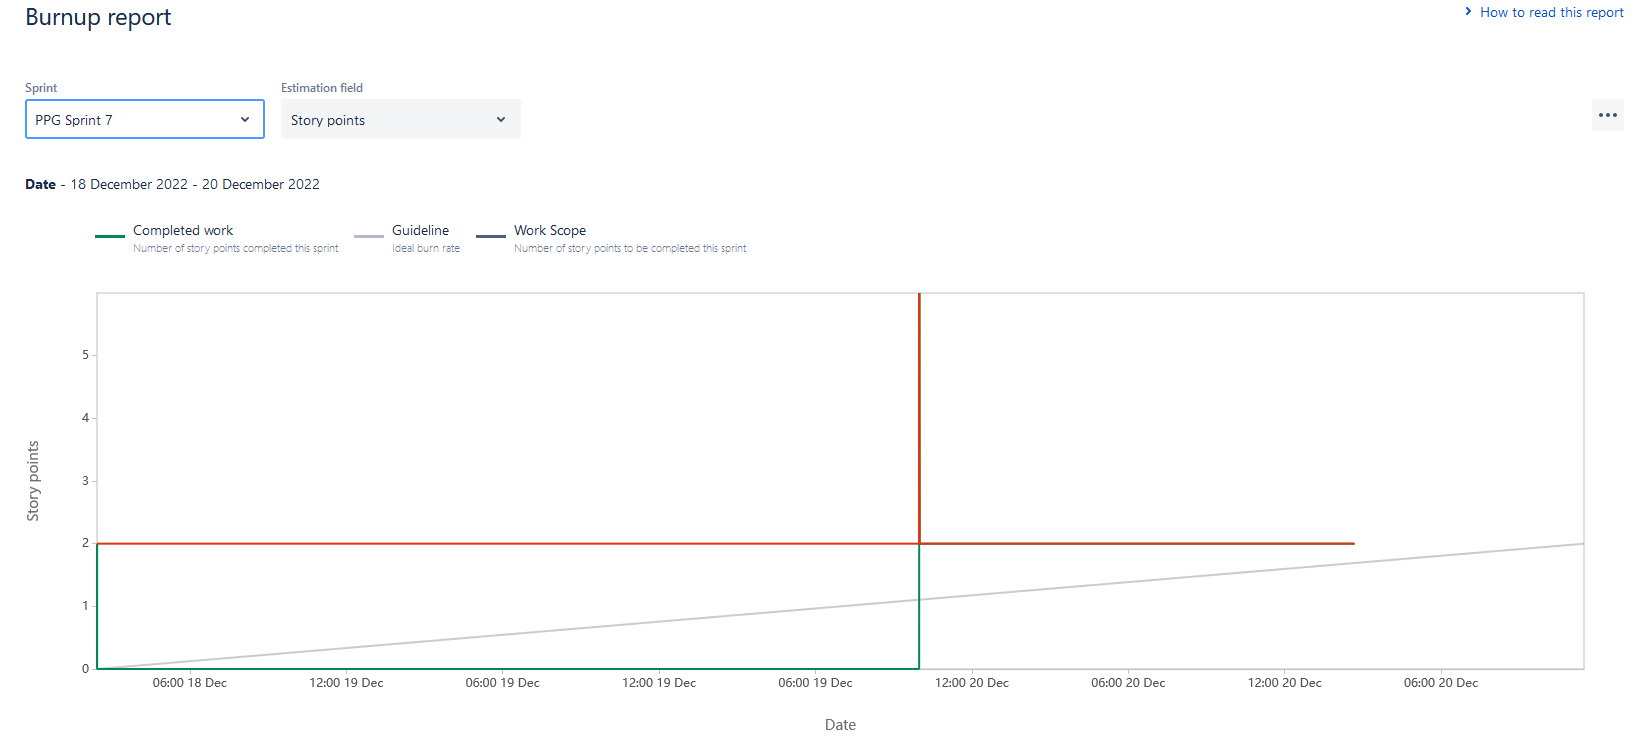 Burnup report
How to read this report
Sprint
Estimation field
PPG Sprint 7
Story points
Date - 18 December 2022 - 20 December 2022
Completed work
Number of story points completed this sprint
Guideline
Ideal burn rate
Work Scope
Number of story points to be completed this sprint
5
4
3
2
1
0
Story points
06:00 18 Dec
12:00 19 Dec
06:00 19 Dec
12:00 19 Dec
06:00 19 Dec
12:00 20 Dec
06:00 20 Dec
12:00 20 Dec
06:00 20 Dec
Date